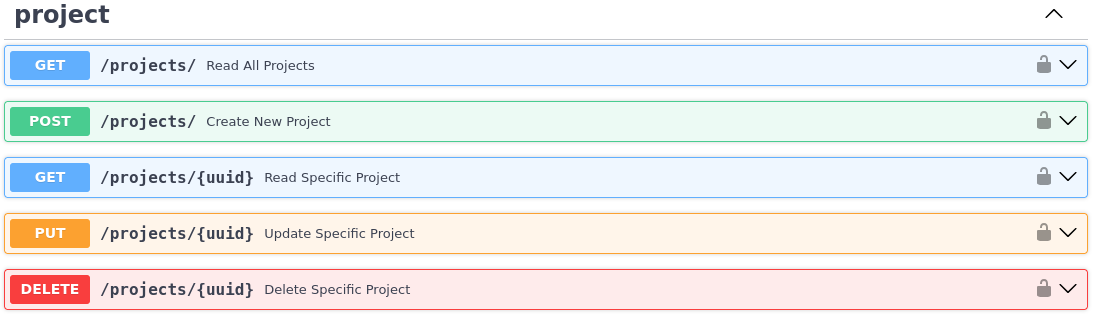 project
GET /projects/ Read All Projects
POST /projects/ Create New Project
GET /projects/{uuid} Read Specific Project
PUT /projects/{uuid} Update Specific Project
DELETE /projects/{uuid} Delete Specific Project